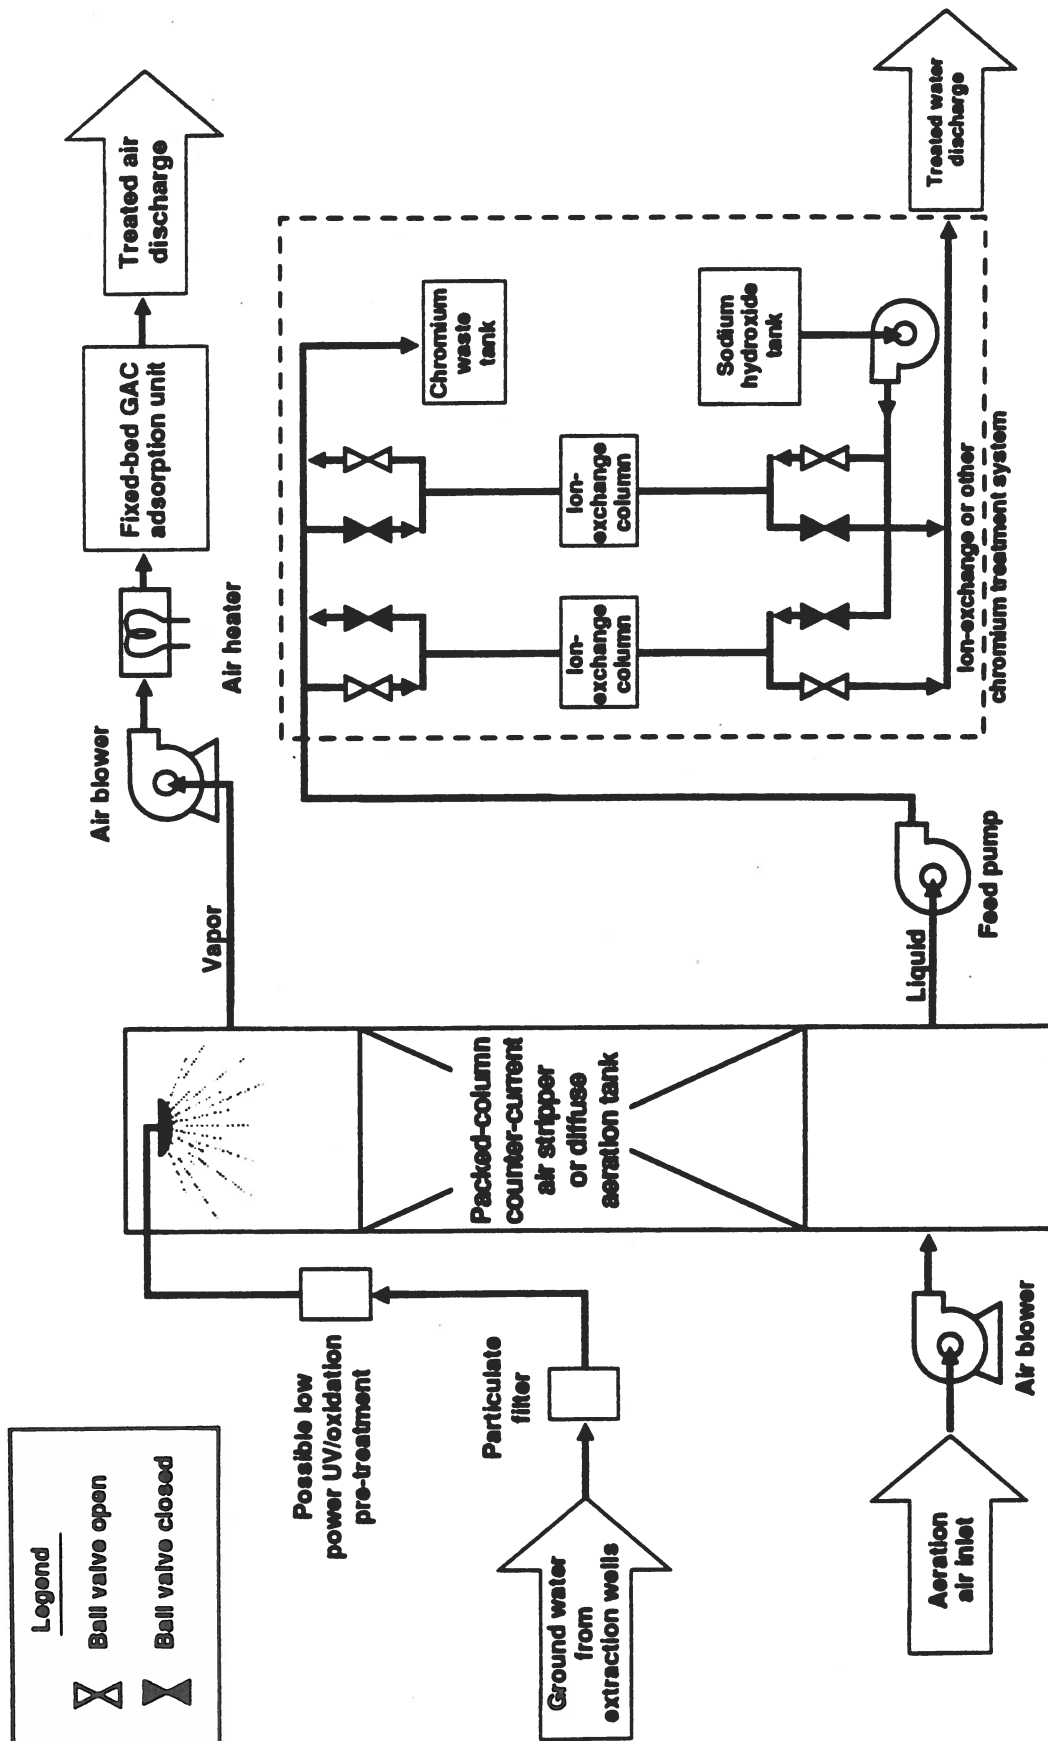 Legend
Ball valve open
Ball valve closed
Possible low
power UV/oxidation
pre-treatment
Particulate
filter
Ground water
from
extraction wells
Aeration
air inlet
Air blower
Packed-column
counter-current
air stripper
or diffuse
aeration tank
Vapor
Liquid
Air blower
Air heater
Fixed-bed GAC
adsorption unit
Treated air
discharge
Feed pump
Ion-
exchange
column
Ion-
exchange
column
Chromium
waste
tank
Sodium
hydroxide
tank
Ion-exchange or other
chromium treatment system
Treated water
discharge